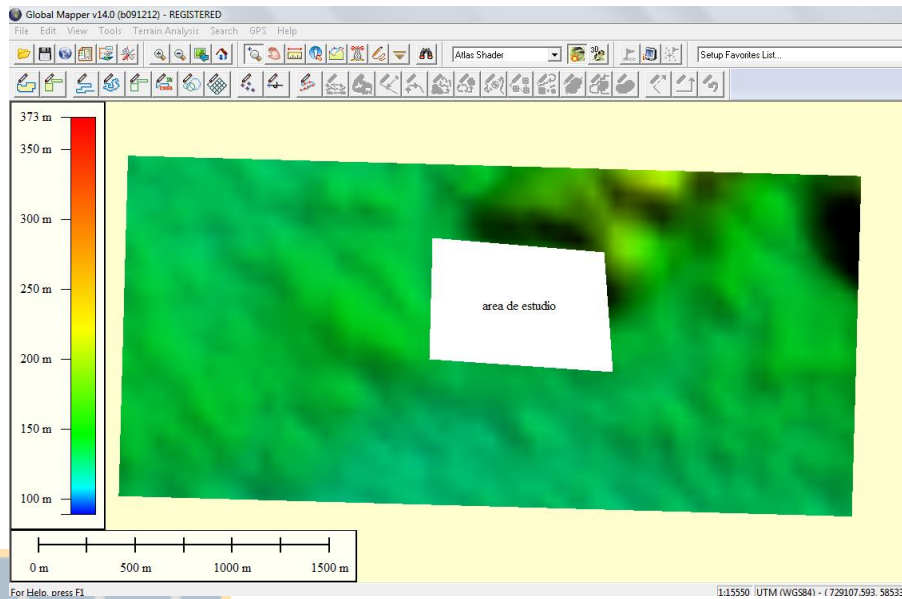 Global Mapper v14.0 (b091212) - REGISTERED
File Edit View Tools Terrain Analysis Search GPS Help
Atlas Shader
3D
Setup Favorites List...
373 m
350 m
300 m
250 m
200 m
150 m
100 m
area de estudio
0 m 500 m 1000 m 1500 m
For Help, press F1
1:15550 UTM (WGS84) - ( 729107.593, 58533